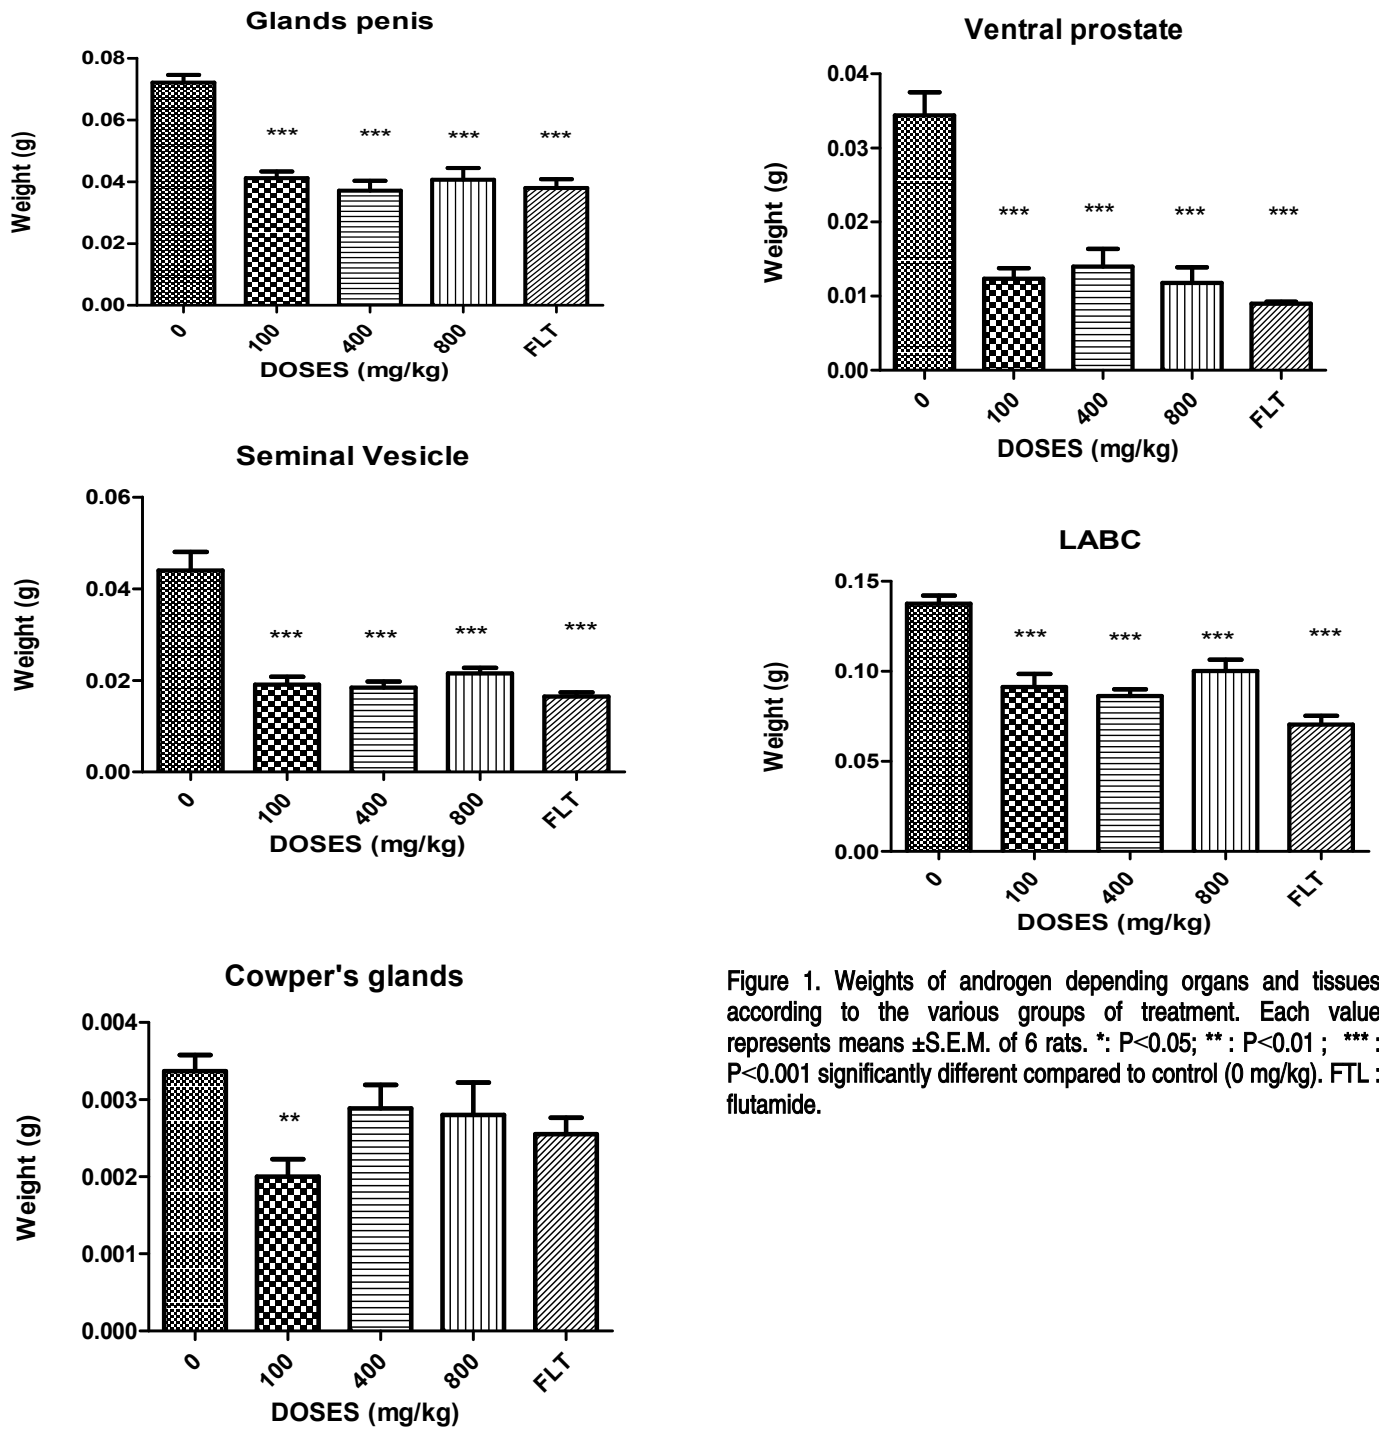 Glands penis
Weight (g)
0.08
0.06
0.04
0.02
0.00
*** *** *** ***
0 100 400 800 FLT
DOSES (mg/kg)
Ventral prostate
Weight (g)
0.04
0.03
0.02
0.01
0.00
*** *** *** ***
0 100 400 800 FLT
DOSES (mg/kg)
Seminal Vesicle
Weight (g)
0.06
0.04
0.02
0.00
*** *** *** ***
0 100 400 800 FLT
DOSES (mg/kg)
LABC
Weight (g)
0.15
0.10
0.05
0.00
*** *** *** ***
0 100 400 800 FLT
DOSES (mg/kg)
Cowper's glands
Weight (g)
0.004
0.003
0.002
0.001
0.000
**
0 100 400 800 FLT
DOSES (mg/kg)
Figure 1. Weights of androgen depending organs and tissues
according to the various groups of treatment. Each value
represents means ±S.E.M. of 6 rats. *: P<0.05; ** : P<0.01 ; *** :
P<0.001 significantly different compared to control (0 mg/kg). FTL :
flutamide.